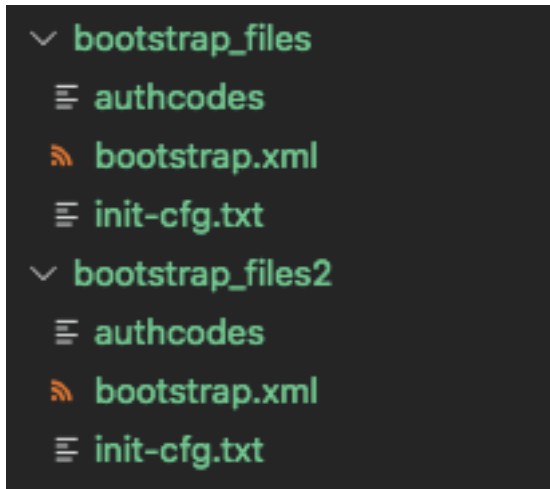 bootstrap_files
authcodes
bootstrap.xml
init-cfg.txt
bootstrap_files2
authcodes
bootstrap.xml
init-cfg.txt